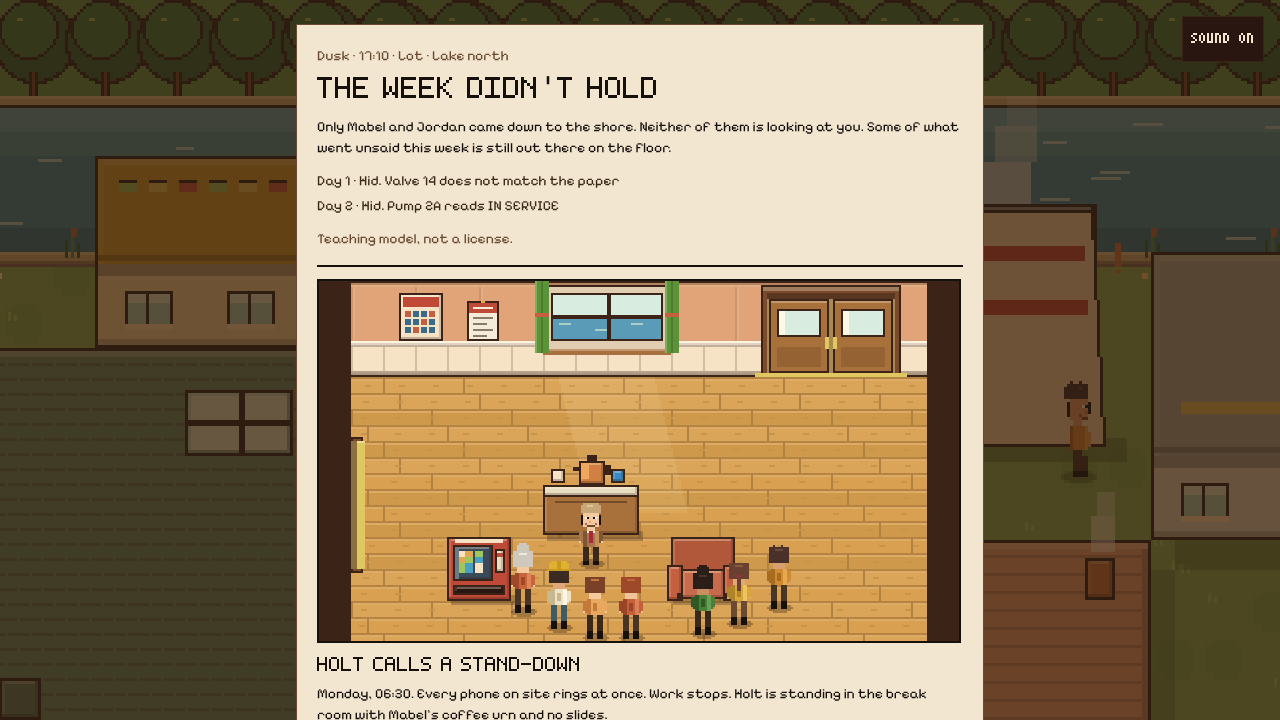 SOUND ON
Dusk · 17:10 · Lot · Lake north
THE WEEK DIDN'T HOLD
Only Mabel and Jordan came down to the shore. Neither of them is looking at you. Some of what
went unsaid this week is still out there on the floor.
Day 1 · Hid. Valve 14 does not match the paper
Day 2 · Hid. Pump 2A reads IN SERVICE
Teaching model, not a license.
HOLT CALLS A STAND-DOWN
Monday, 06:30. Every phone on site rings at once. Work stops. Holt is standing in the break
room with Mabel's coffee urn and no slides.